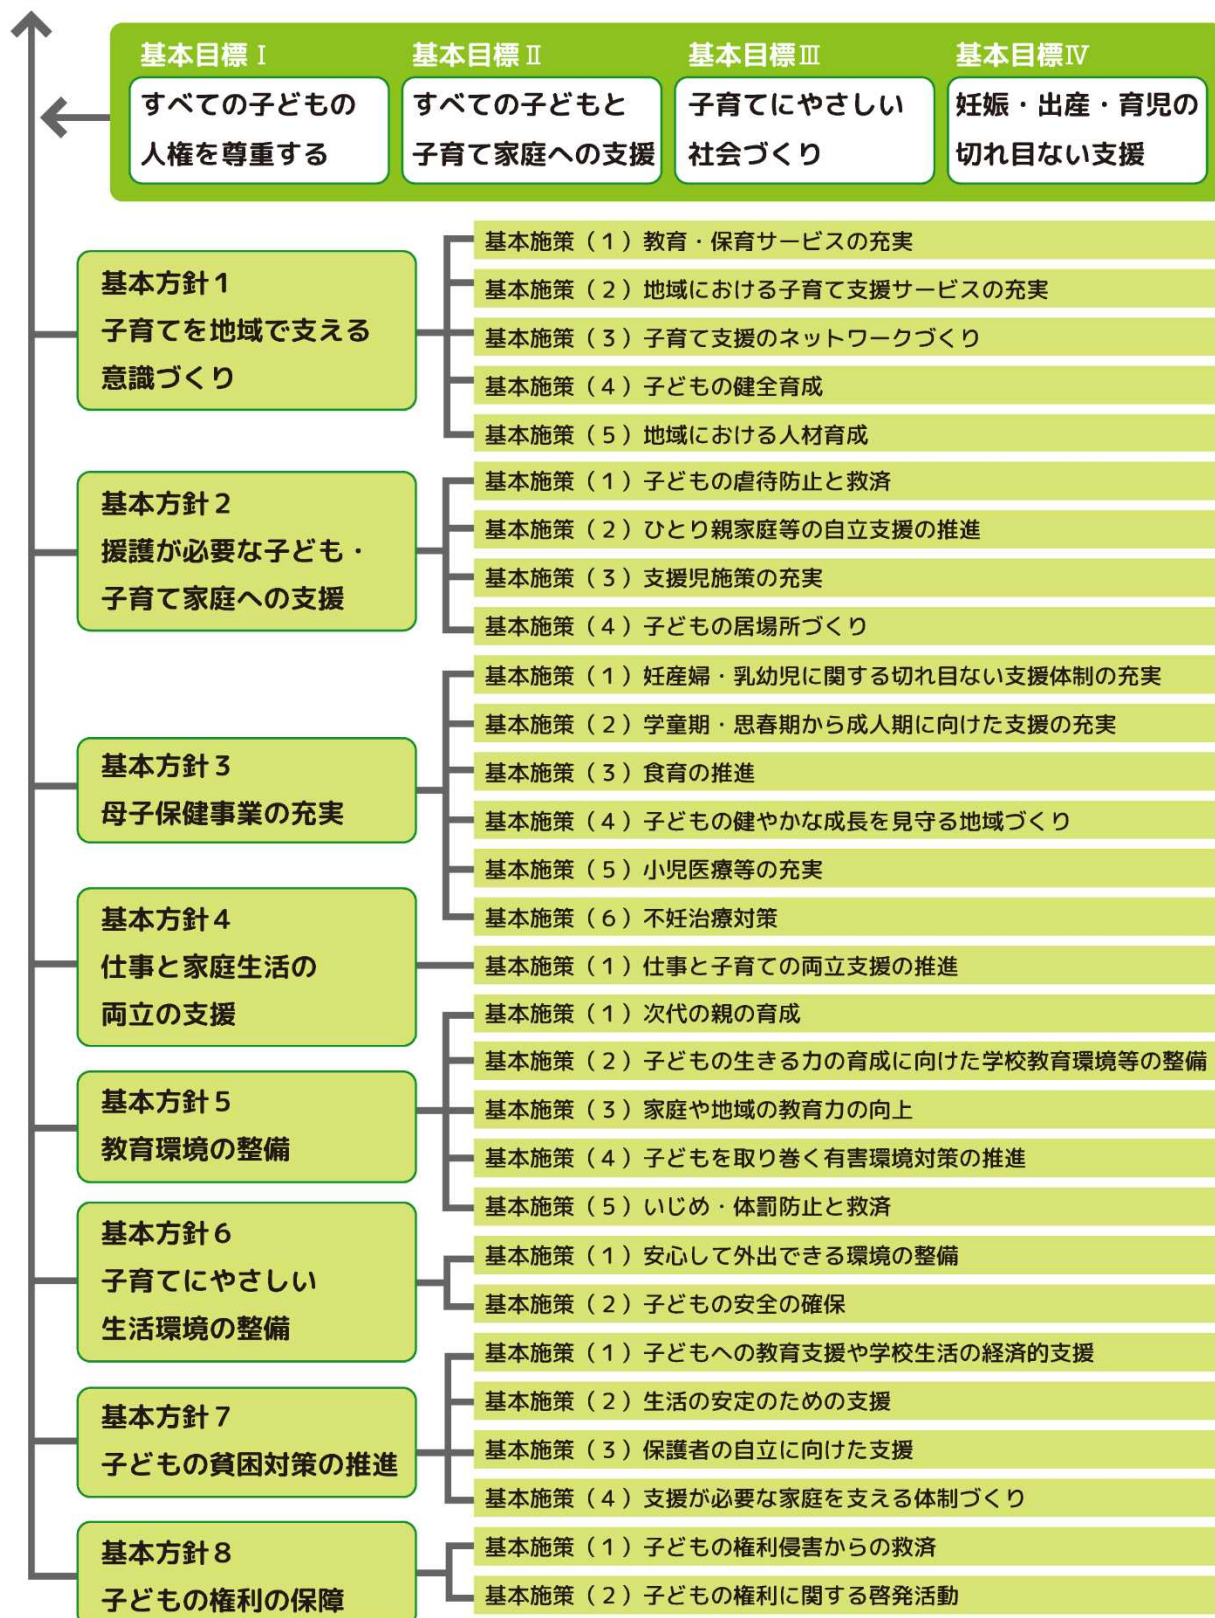 基本目標Ⅰ
すべての子どもの
人権を尊重する
基本目標Ⅱ
すべての子どもと
子育て家庭への支援
基本目標Ⅲ
子育てにやさしい
社会づくり
基本目標Ⅳ
妊娠・出産・育児の
切れ目ない支援
基本方針１
子育てを地域で支える
意識づくり
基本施策（１）教育・保育サービスの充実
基本施策（２）地域における子育て支援サービスの充実
基本施策（３）子育て支援のネットワークづくり
基本施策（４）子どもの健全育成
基本施策（５）地域における人材育成
基本方針２
援護が必要な子ども・
子育て家庭への支援
基本施策（１）子どもの虐待防止と救済
基本施策（２）ひとり親家庭等の自立支援の推進
基本施策（３）支援児施策の充実
基本施策（４）子どもの居場所づくり
基本方針３
母子保健事業の充実
基本施策（１）妊産婦・乳幼児に関する切れ目ない支援体制の充実
基本施策（２）学童期・思春期から成人期に向けた支援の充実
基本施策（３）食育の推進
基本施策（４）子どもの健やかな成長を見守る地域づくり
基本施策（５）小児医療等の充実
基本施策（６）不妊治療対策
基本方針４
仕事と家庭生活の
両立の支援
基本施策（１）仕事と子育ての両立支援の推進
基本方針５
教育環境の整備
基本施策（１）次代の親の育成
基本施策（２）子どもの生きる力の育成に向けた学校教育環境等の整備
基本施策（３）家庭や地域の教育力の向上
基本施策（４）子どもを取り巻く有害環境対策の推進
基本施策（５）いじめ・体罰防止と救済
基本方針６
子育てにやさしい
生活環境の整備
基本施策（１）安心して外出できる環境の整備
基本施策（２）子どもの安全の確保
基本方針７
子どもの貧困対策の推進
基本施策（１）子どもへの教育支援や学校生活の経済的支援
基本施策（２）生活の安定のための支援
基本施策（３）保護者の自立に向けた支援
基本施策（４）支援が必要な家庭を支える体制づくり
基本方針８
子どもの権利の保障
基本施策（１）子どもの権利侵害からの救済
基本施策（２）子どもの権利に関する啓発活動